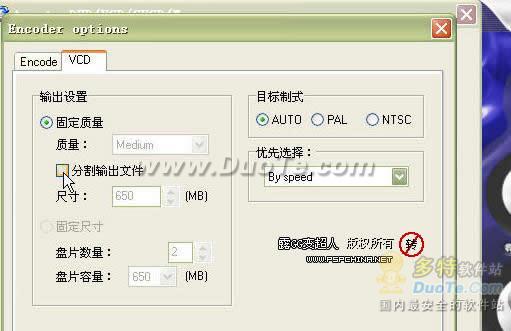 Encoder options
Encode VCD
输出设置
固定质量
质量： Medium
分割输出文件
尺寸： 650 (MB)
固定尺寸
盘片数量： 2
盘片容量： 650 (MB)
目标制式
AUTO PAL NTSC
优先选择：
By speed
www.DuoTe.com
版权所有 转
WWW.PSPCHINA.NET
多特软件站
DuoTe.com
国内最安全的软件站